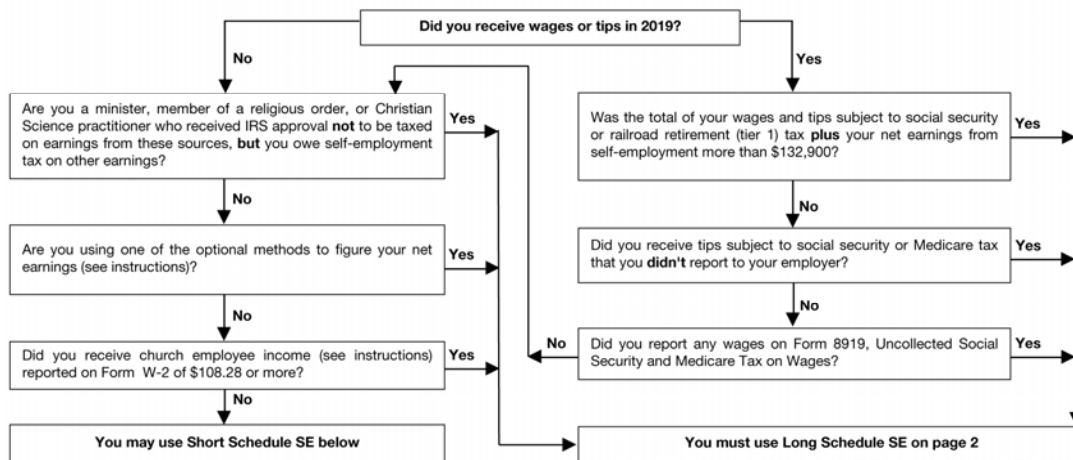 Did you receive wages or tips in 2019?
No
Yes
Are you a minister, member of a religious order, or Christian
Science practitioner who received IRS approval not to be taxed
on earnings from these sources, but you owe self-employment
tax on other earnings?
Yes
No
Are you using one of the optional methods to figure your net
earnings (see instructions)?
Yes
No
Did you receive church employee income (see instructions)
reported on Form W-2 of $108.28 or more?
Yes
No
You may use Short Schedule SE below
Was the total of your wages and tips subject to social security
or railroad retirement (tier 1) tax plus your net earnings from
self-employment more than $132,900?
Yes
No
Did you receive tips subject to social security or Medicare tax
that you didn't report to your employer?
Yes
No
No
Did you report any wages on Form 8919, Uncollected Social
Security and Medicare Tax on Wages?
Yes
You must use Long Schedule SE on page 2